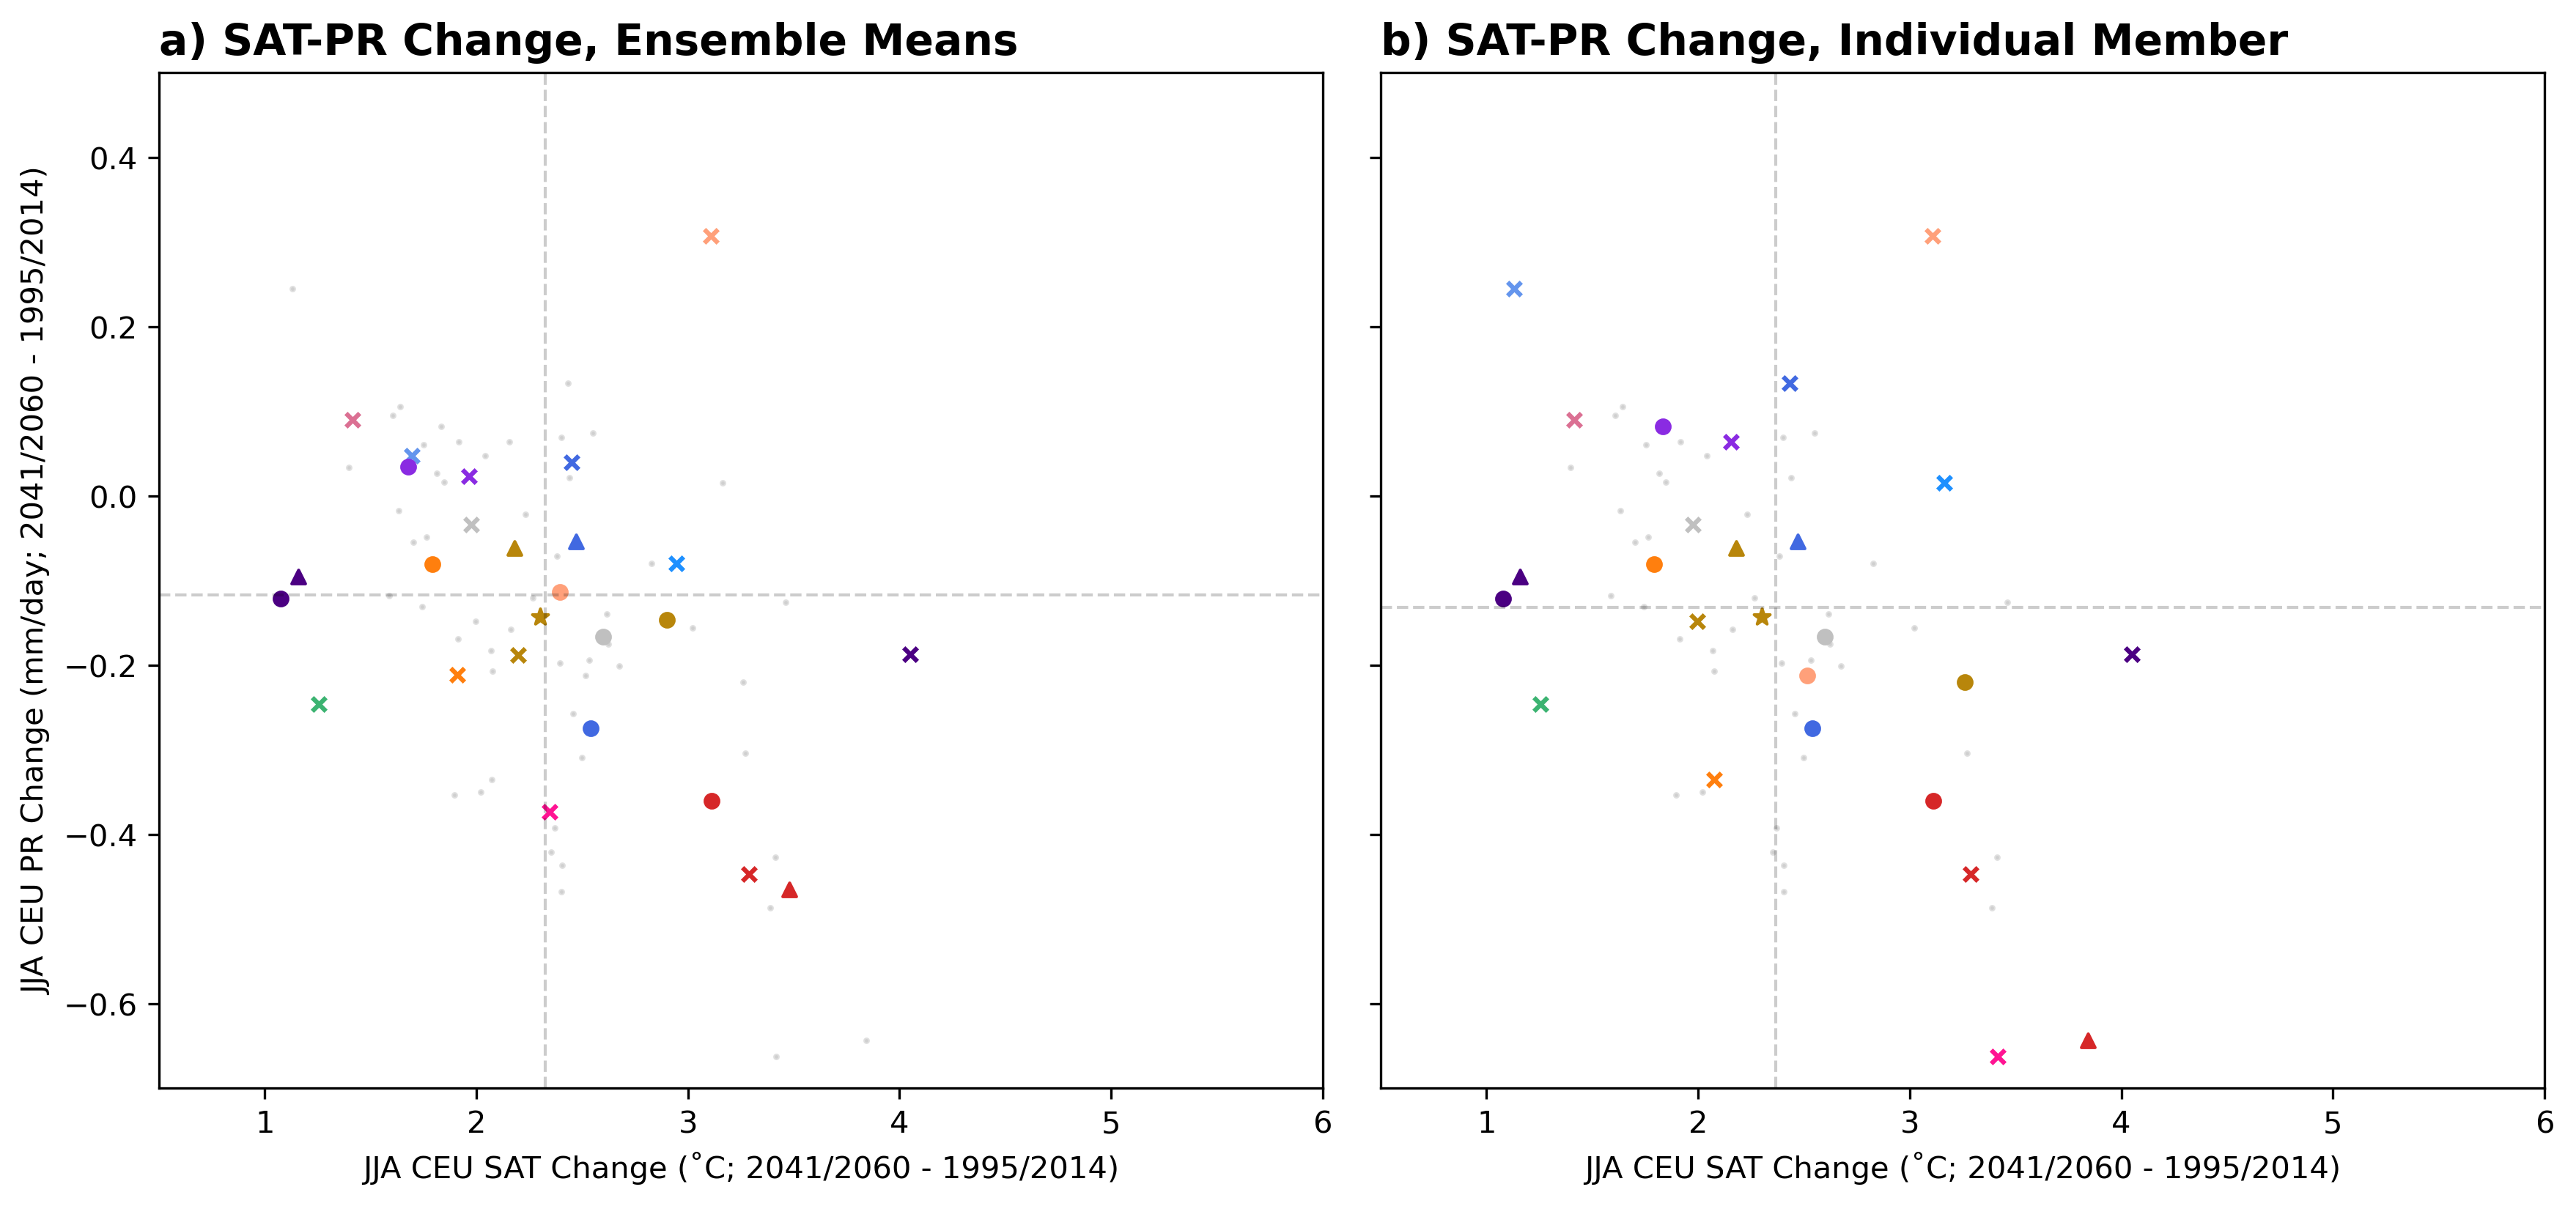 a) SAT-PR Change, Ensemble Means
b) SAT-PR Change, Individual Member
JJA CEU PR Change (mm/day; 2041/2060 - 1995/2014)
0.4
0.2
0.0
−0.2
−0.4
−0.6
1 2 3 4 5 6
1 2 3 4 5 6
JJA CEU SAT Change (˚C; 2041/2060 - 1995/2014)
JJA CEU SAT Change (˚C; 2041/2060 - 1995/2014)